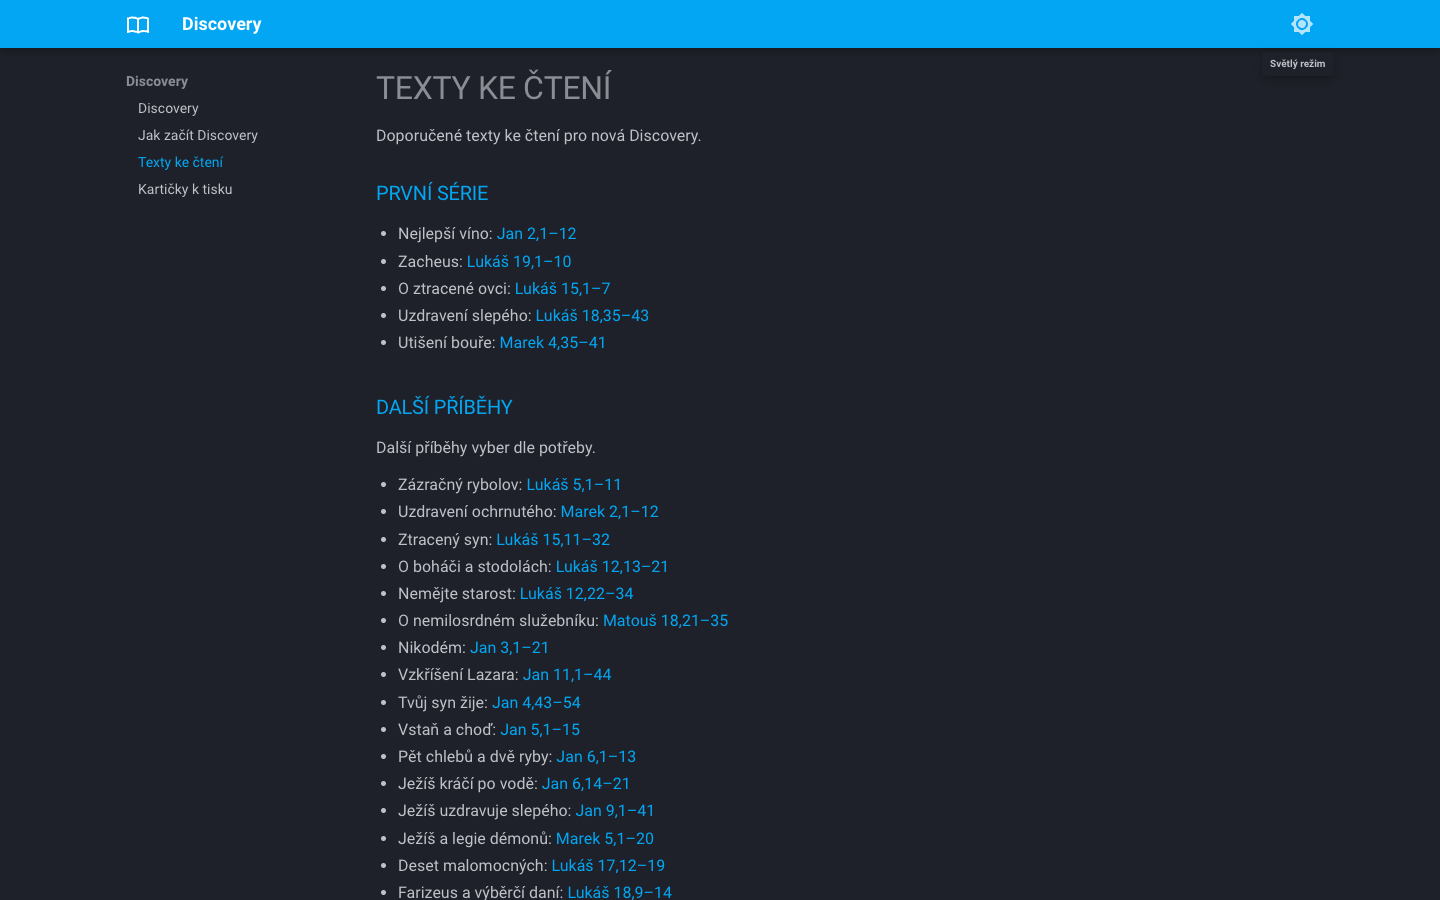 Discovery
Světlý režim
Discovery
Discovery
Jak začít Discovery
Texty ke čtení
Kartičky k tisku
TEXTY KE ČTENÍ
Doporučené texty ke čtení pro nová Discovery.
PRVNÍ SÉRIE
Nejlepší víno: Jan 2,1–12
Zacheus: Lukáš 19,1–10
O ztracené ovci: Lukáš 15,1–7
Uzdravení slepého: Lukáš 18,35–43
Utišení bouře: Marek 4,35–41
DALŠÍ PŘÍBĚHY
Další příběhy vyber dle potřeby.
Zázračný rybolov: Lukáš 5,1–11
Uzdravení ochrnutého: Marek 2,1–12
Ztracený syn: Lukáš 15,11–32
O boháči a stodolách: Lukáš 12,13–21
Nemějte starost: Lukáš 12,22–34
O nemilosrdném služebníku: Matouš 18,21–35
Nikodém: Jan 3,1–21
Vzkříšení Lazara: Jan 11,1–44
Tvůj syn žije: Jan 4,43–54
Vstaň a choď: Jan 5,1–15
Pět chlebů a dvě ryby: Jan 6,1–13
Ježíš kráčí po vodě: Jan 6,14–21
Ježíš uzdravuje slepého: Jan 9,1–41
Ježíš a legie démonů: Marek 5,1–20
Deset malomocných: Lukáš 17,12–19
Farizeus a výběrčí daní: Lukáš 18,9–14